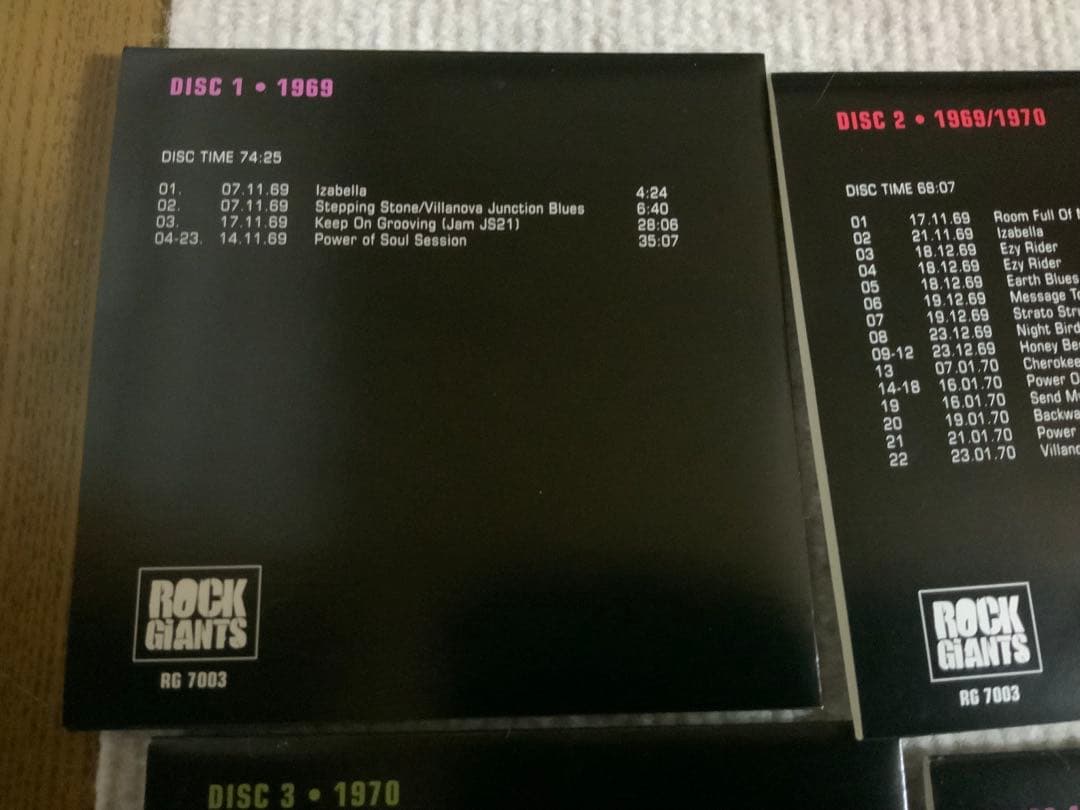 DISC 1 • 1969
DISC TIME 74:25
01. 07.11.69 Izabella 4:24
02. 07.11.69 Stepping Stone/Villanova Junction Blues 6:40
03. 17.11.69 Keep On Grooving (Jam JS21) 28:06
04-23. 14.11.69 Power of Soul Session 35:07
ROCK
GIANTS
RG 7003
DISC 2 • 1969/1970
DISC TIME 68:07
01 17.11.69 Room Full Of
02 21.11.69 Izabella
03 18.12.69 Ezy Rider
04 18.12.69 Ezy Rider
05 18.12.69 Earth Blues
06 19.12.69 Message
07 19.12.69 Strato
08 23.12.69 Night Bird
09-12 23.12.69 Honey
13 07.01.70 Cherokee
14-18 16.01.70 Power
19 16.01.70 Send
20 19.01.70
21 21.01.70 Power
22 23.01.70
ROCK
GIANTS
RG 7003
DISC 3 • 1970